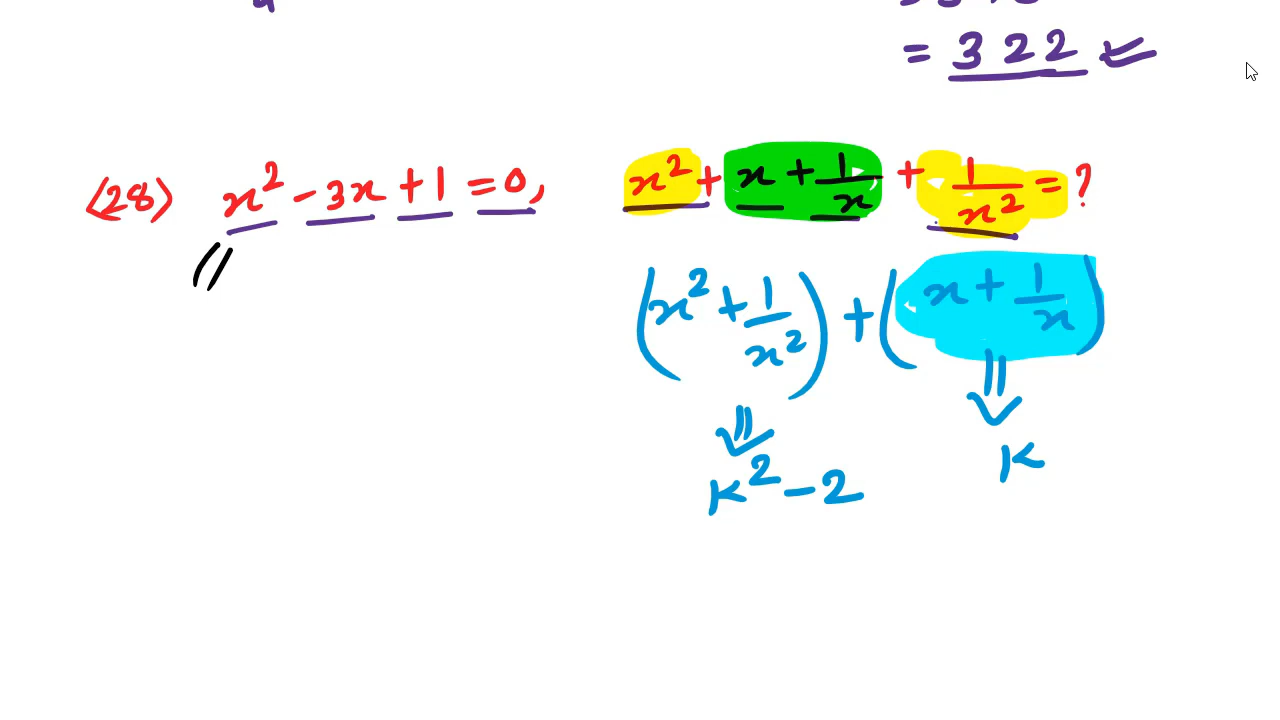 = 322 ✓
(28) x² - 3x + 1 = 0, x² + x + 1/x + 1/x² = ?
(x² + 1/x²) + (x + 1/x)
k² - 2 k